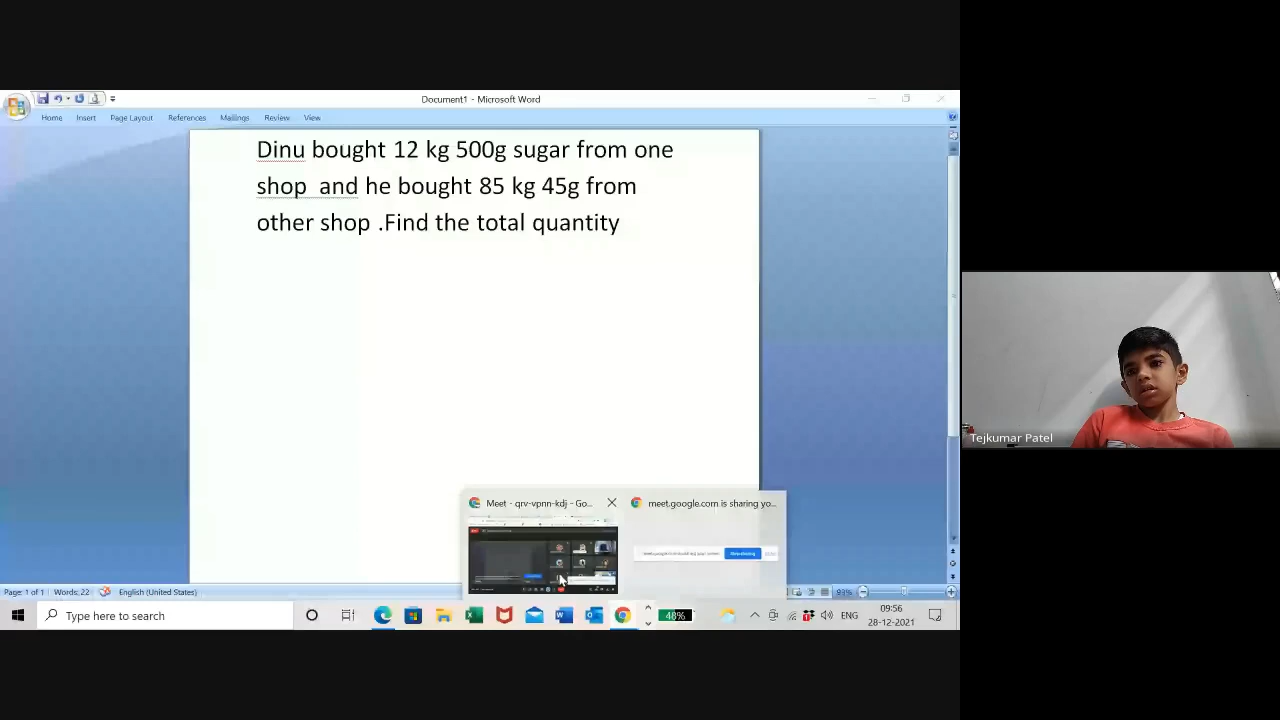 Document1 - Microsoft Word
Home Insert Page Layout References Mailings Review View
Dinu bought 12 kg 500g sugar from one
shop and he bought 85 kg 45g from
other shop .Find the total quantity
Tejkumar Patel
Meet - qrv-vpnn-kdj - Go...
meet.google.com is sharing yo...
Page: 1 of 1 Words: 22 English (United States) 93%
Type here to search
48%
ENG
09:56
28-12-2021